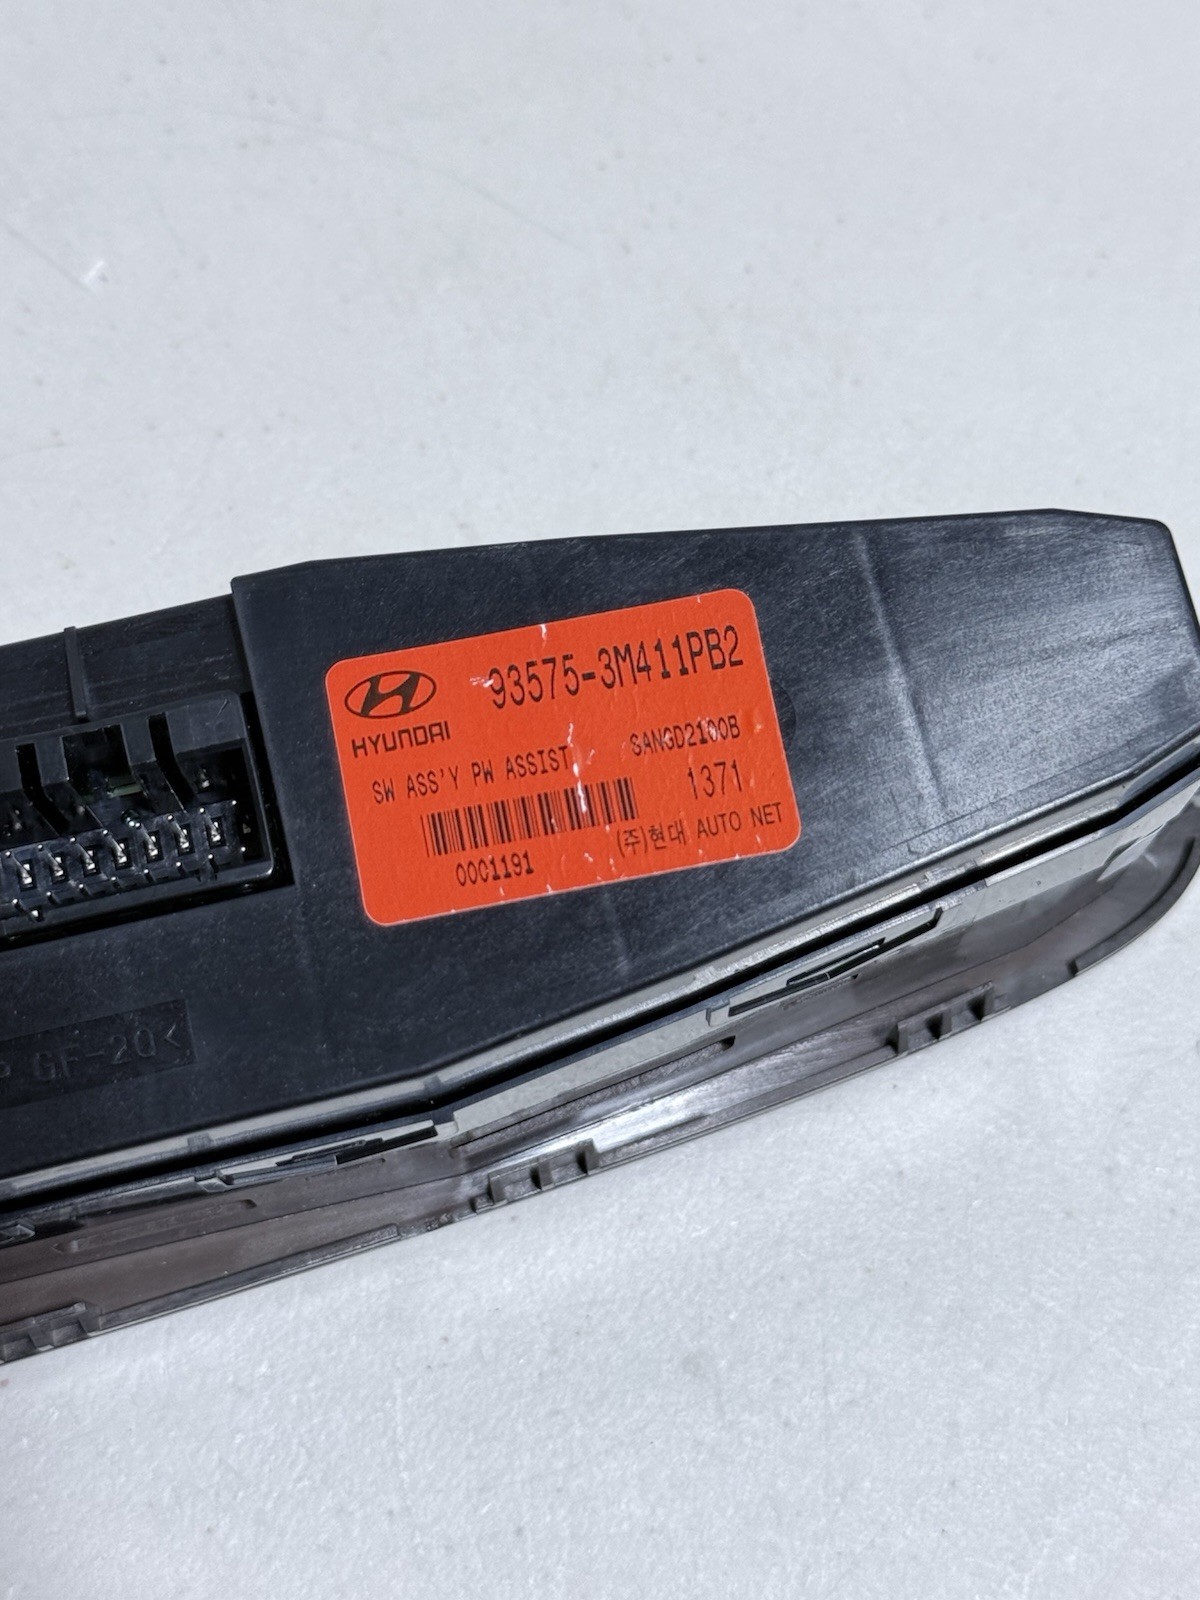 93575-3M411PB2
HYUNDAI
SW ASS'Y PW ASSIST SANGD2100B
1371
00C1191
(주)현대 AUTO NET
GF-20<